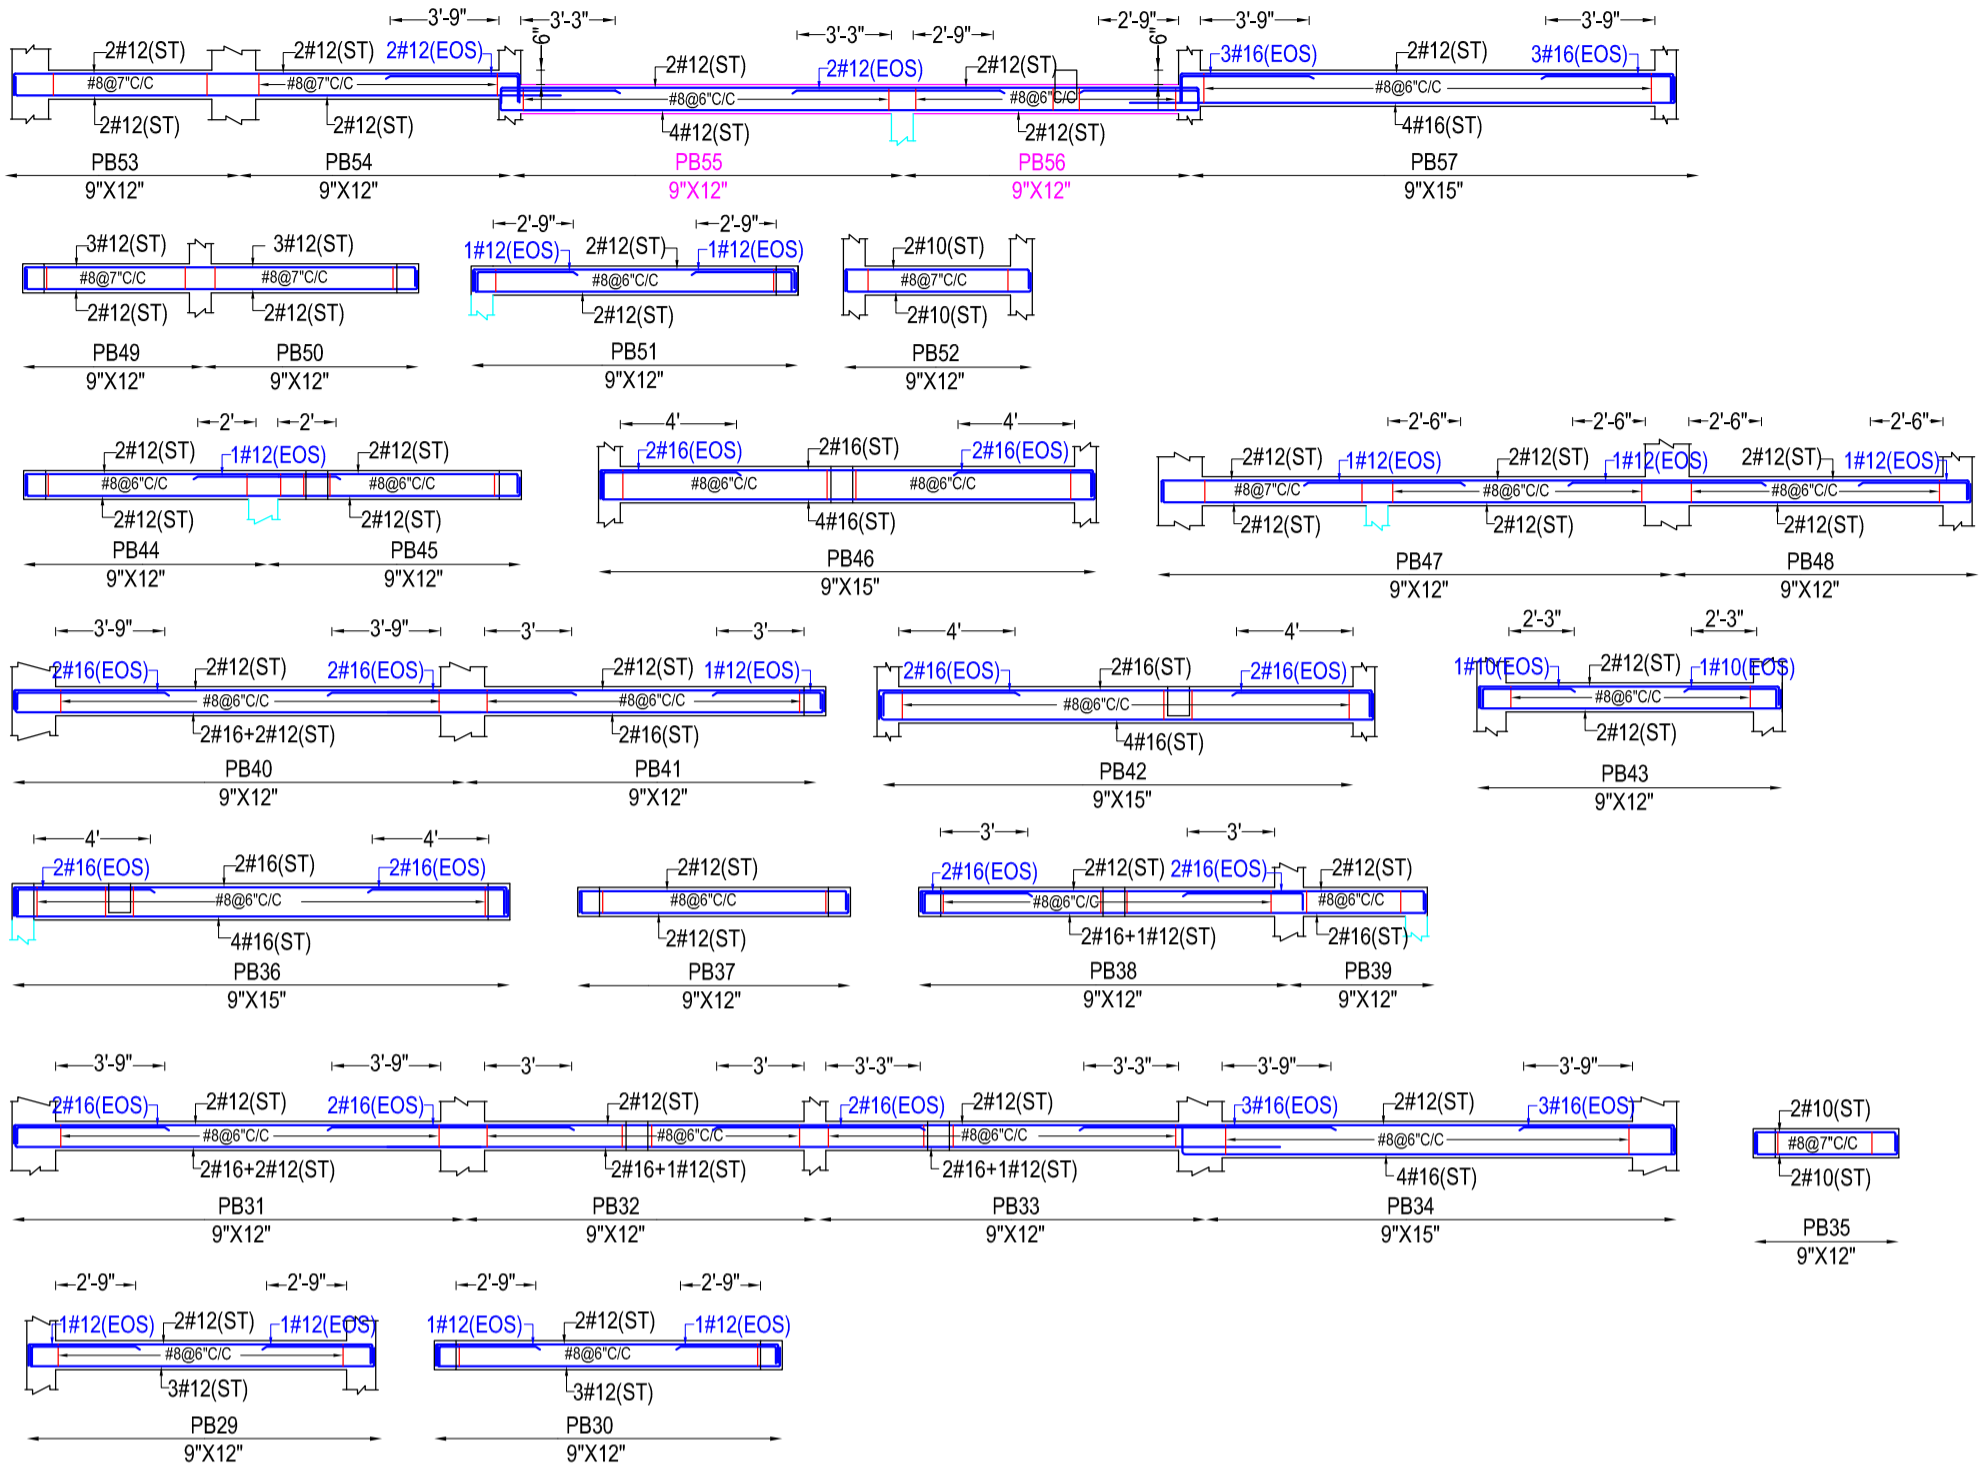 3'-9" 3'-3" 3'-3" 2'-9" 2'-9" 3'-9" 3'-9"
6" 6"
2#12(ST) 2#12(ST) 2#12(EOS) 2#12(ST) 2#12(EOS) 2#12(ST) 3#16(EOS) 2#12(ST) 3#16(EOS)
#8@7"C/C #8@7"C/C #8@6"C/C #8@6"C/C #8@6"C/C
2#12(ST) 2#12(ST) 4#12(ST) 2#12(ST) 4#16(ST)
PB53 PB54 PB55 PB56 PB57
9"X12" 9"X12" 9"X12" 9"X12" 9"X15"
2'-9" 2'-9"
3#12(ST) 3#12(ST) 1#12(EOS) 2#12(ST) 1#12(EOS) 2#10(ST)
#8@7"C/C #8@7"C/C #8@6"C/C #8@7"C/C
2#12(ST) 2#12(ST) 2#12(ST) 2#10(ST)
PB49 PB50 PB51 PB52
9"X12" 9"X12" 9"X12" 9"X12"
2' 2' 4' 4' 2'-6" 2'-6" 2'-6" 2'-6"
2#12(ST) 1#12(EOS) 2#12(ST) 2#16(EOS) 2#16(ST) 2#16(EOS) 2#12(ST) 1#12(EOS) 2#12(ST) 1#12(EOS) 2#12(ST) 1#12(EOS)
#8@6"C/C #8@6"C/C #8@6"C/C #8@6"C/C #8@7"C/C #8@6"C/C #8@6"C/C
2#12(ST) 2#12(ST) 4#16(ST) 2#12(ST) 2#12(ST) 2#12(ST)
PB44 PB45 PB46 PB47 PB48
9"X12" 9"X12" 9"X15" 9"X12" 9"X12"
3'-9" 3'-9" 3' 3' 4' 4' 2'-3" 2'-3"
2#16(EOS) 2#12(ST) 2#16(EOS) 2#12(ST) 1#12(EOS) 2#16(EOS) 2#16(ST) 2#16(EOS) 1#10(EOS) 2#12(ST) 1#10(EOS)
#8@6"C/C #8@6"C/C #8@6"C/C #8@6"C/C
2#16+2#12(ST) 2#16(ST) 4#16(ST) 2#12(ST)
PB40 PB41 PB42 PB43
9"X12" 9"X12" 9"X15" 9"X12"
4' 4' 3' 3'
2#16(EOS) 2#16(ST) 2#16(EOS) 2#12(ST) 2#16(EOS) 2#12(ST) 2#16(EOS) 2#12(ST)
#8@6"C/C #8@6"C/C #8@6"C/C #8@6"C/C
4#16(ST) 2#12(ST) 2#16+1#12(ST) 2#16(ST)
PB36 PB37 PB38 PB39
9"X15" 9"X12" 9"X12" 9"X12"
3'-9" 3'-9" 3' 3' 3'-3" 3'-3" 3'-9" 3'-9"
2#16(EOS) 2#12(ST) 2#16(EOS) 2#12(ST) 2#16(EOS) 2#12(ST) 3#16(EOS) 2#12(ST) 3#16(EOS) 2#10(ST)
#8@6"C/C #8@6"C/C #8@6"C/C #8@6"C/C #8@7"C/C
2#16+2#12(ST) 2#16+1#12(ST) 2#16+1#12(ST) 4#16(ST) 2#10(ST)
PB31 PB32 PB33 PB34 PB35
9"X12" 9"X12" 9"X12" 9"X15" 9"X12"
2'-9" 2'-9" 2'-9" 2'-9"
1#12(EOS) 2#12(ST) 1#12(EOS) 1#12(EOS) 2#12(ST) 1#12(EOS)
#8@6"C/C #8@6"C/C
3#12(ST) 3#12(ST)
PB29 PB30
9"X12" 9"X12"